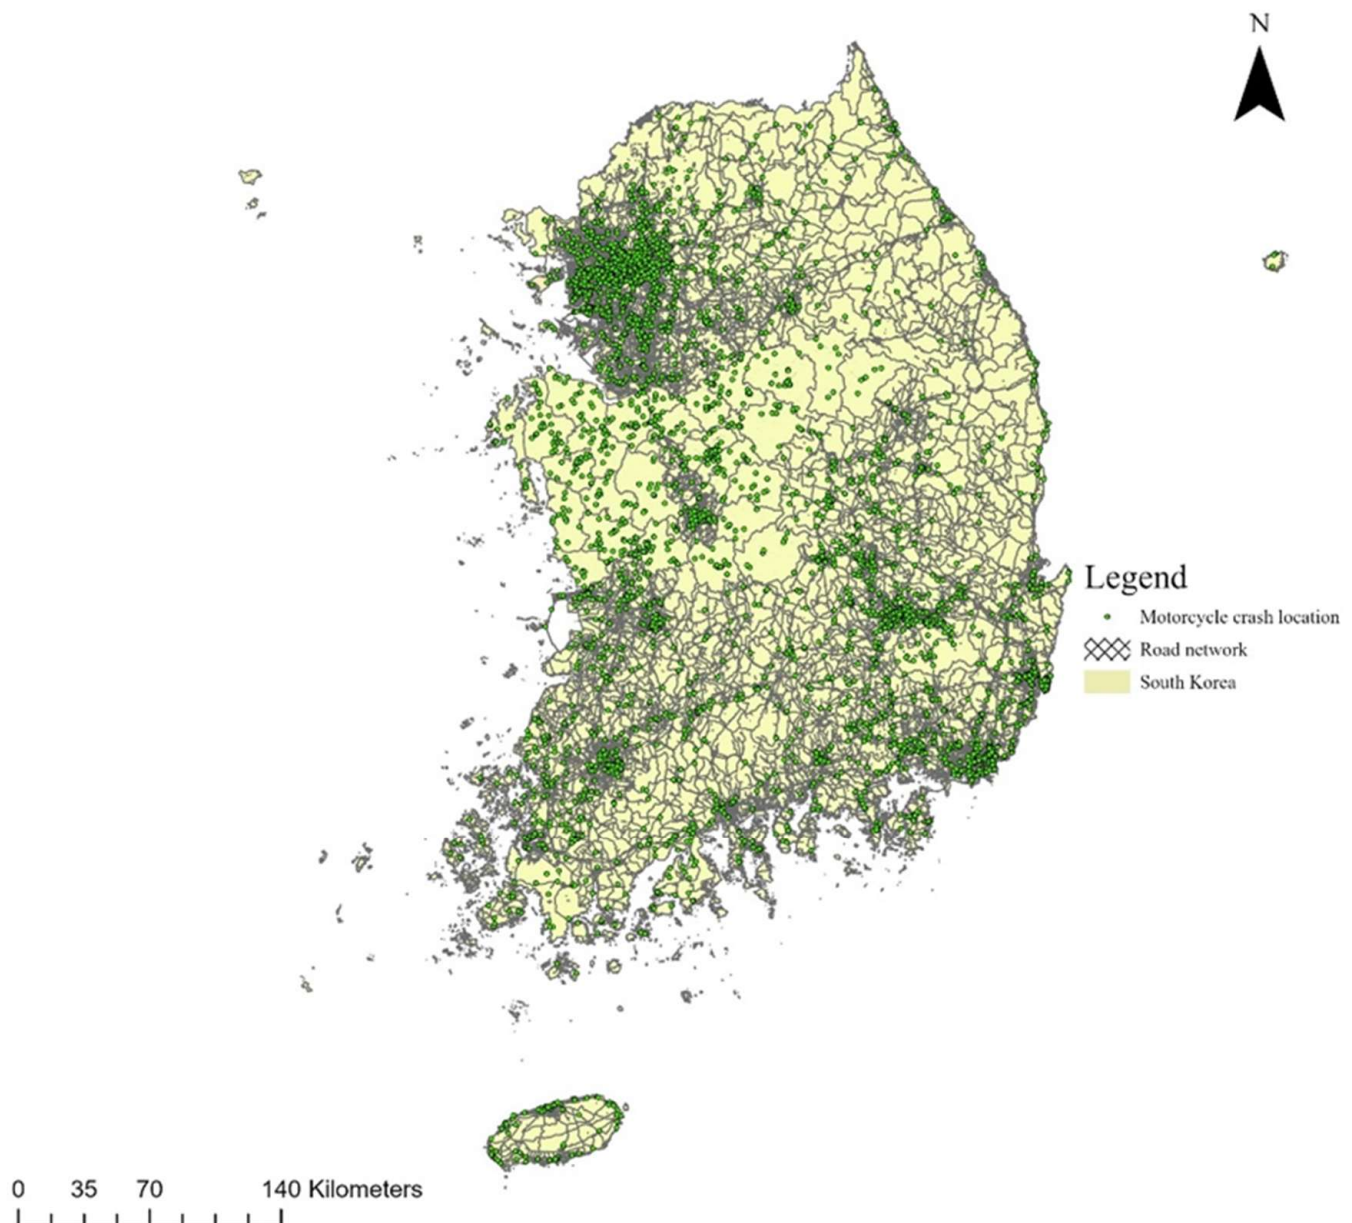 N
Legend
Motorcycle crash location
Road network
South Korea
0 35 70 140 Kilometers